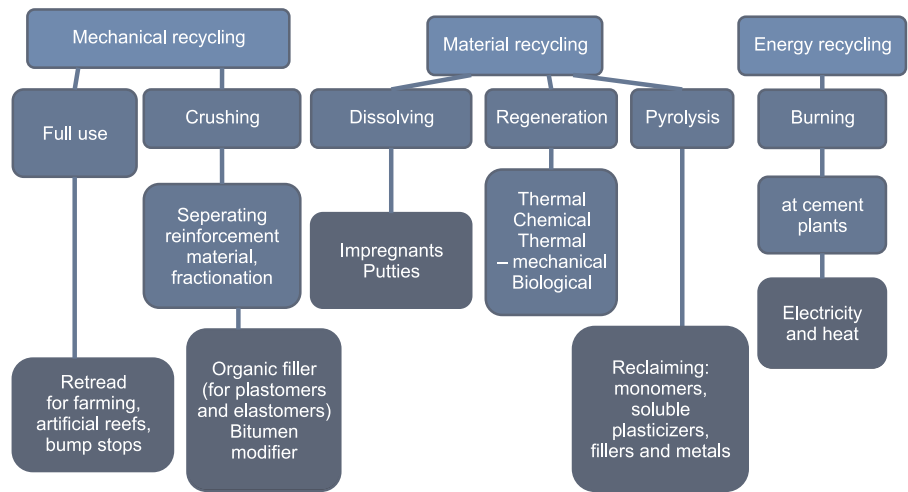 Mechanical recycling
Material recycling
Energy recycling
Full use
Crushing
Dissolving
Regeneration
Pyrolysis
Burning
Seperating
reinforcement
material,
fractionation
Impregnants
Putties
Thermal
Chemical
Thermal
– mechanical
Biological
at cement
plants
Electricity
and heat
Retread
for farming,
artificial reefs,
bump stops
Organic filler
(for plastomers
and elastomers)
Bitumen
modifier
Reclaiming:
monomers,
soluble
plasticizers,
fillers and metals